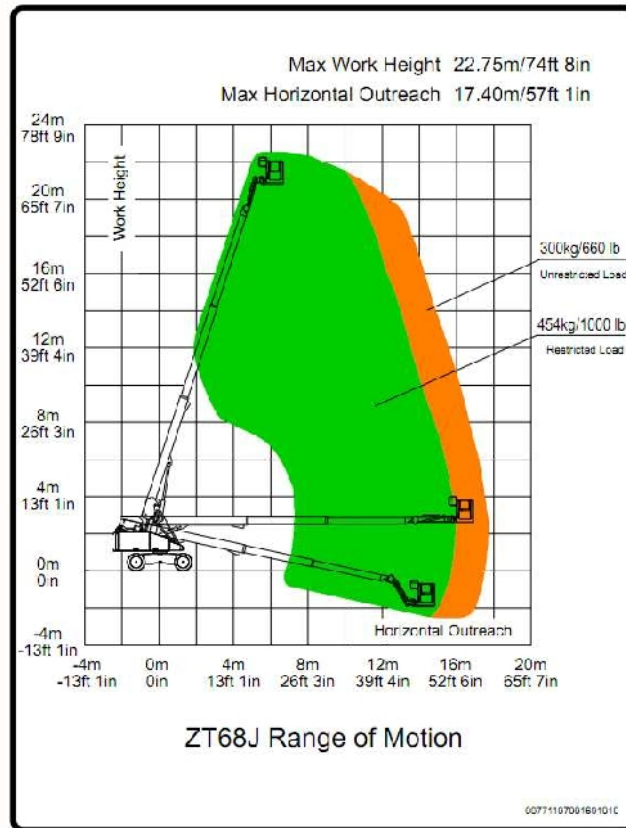 Max Work Height 22.75m/74ft 8in
Max Horizontal Outreach 17.40m/57ft 1in
24m
78ft 9in
Work Height
20m
65ft 7in
16m
52ft 6in
300kg/660 lb
Unrestricted Load
454kg/1000 lb
Restricted Load
12m
39ft 4in
8m
26ft 3in
4m
13ft 1in
0m
0in
-4m
-13ft 1in
Horizontal Outreach
-4m 0m 4m 8m 12m 16m 20m
-13ft 1in 0in 13ft 1in 26ft 3in 39ft 4in 52ft 6in 65ft 7in
ZT68J Range of Motion